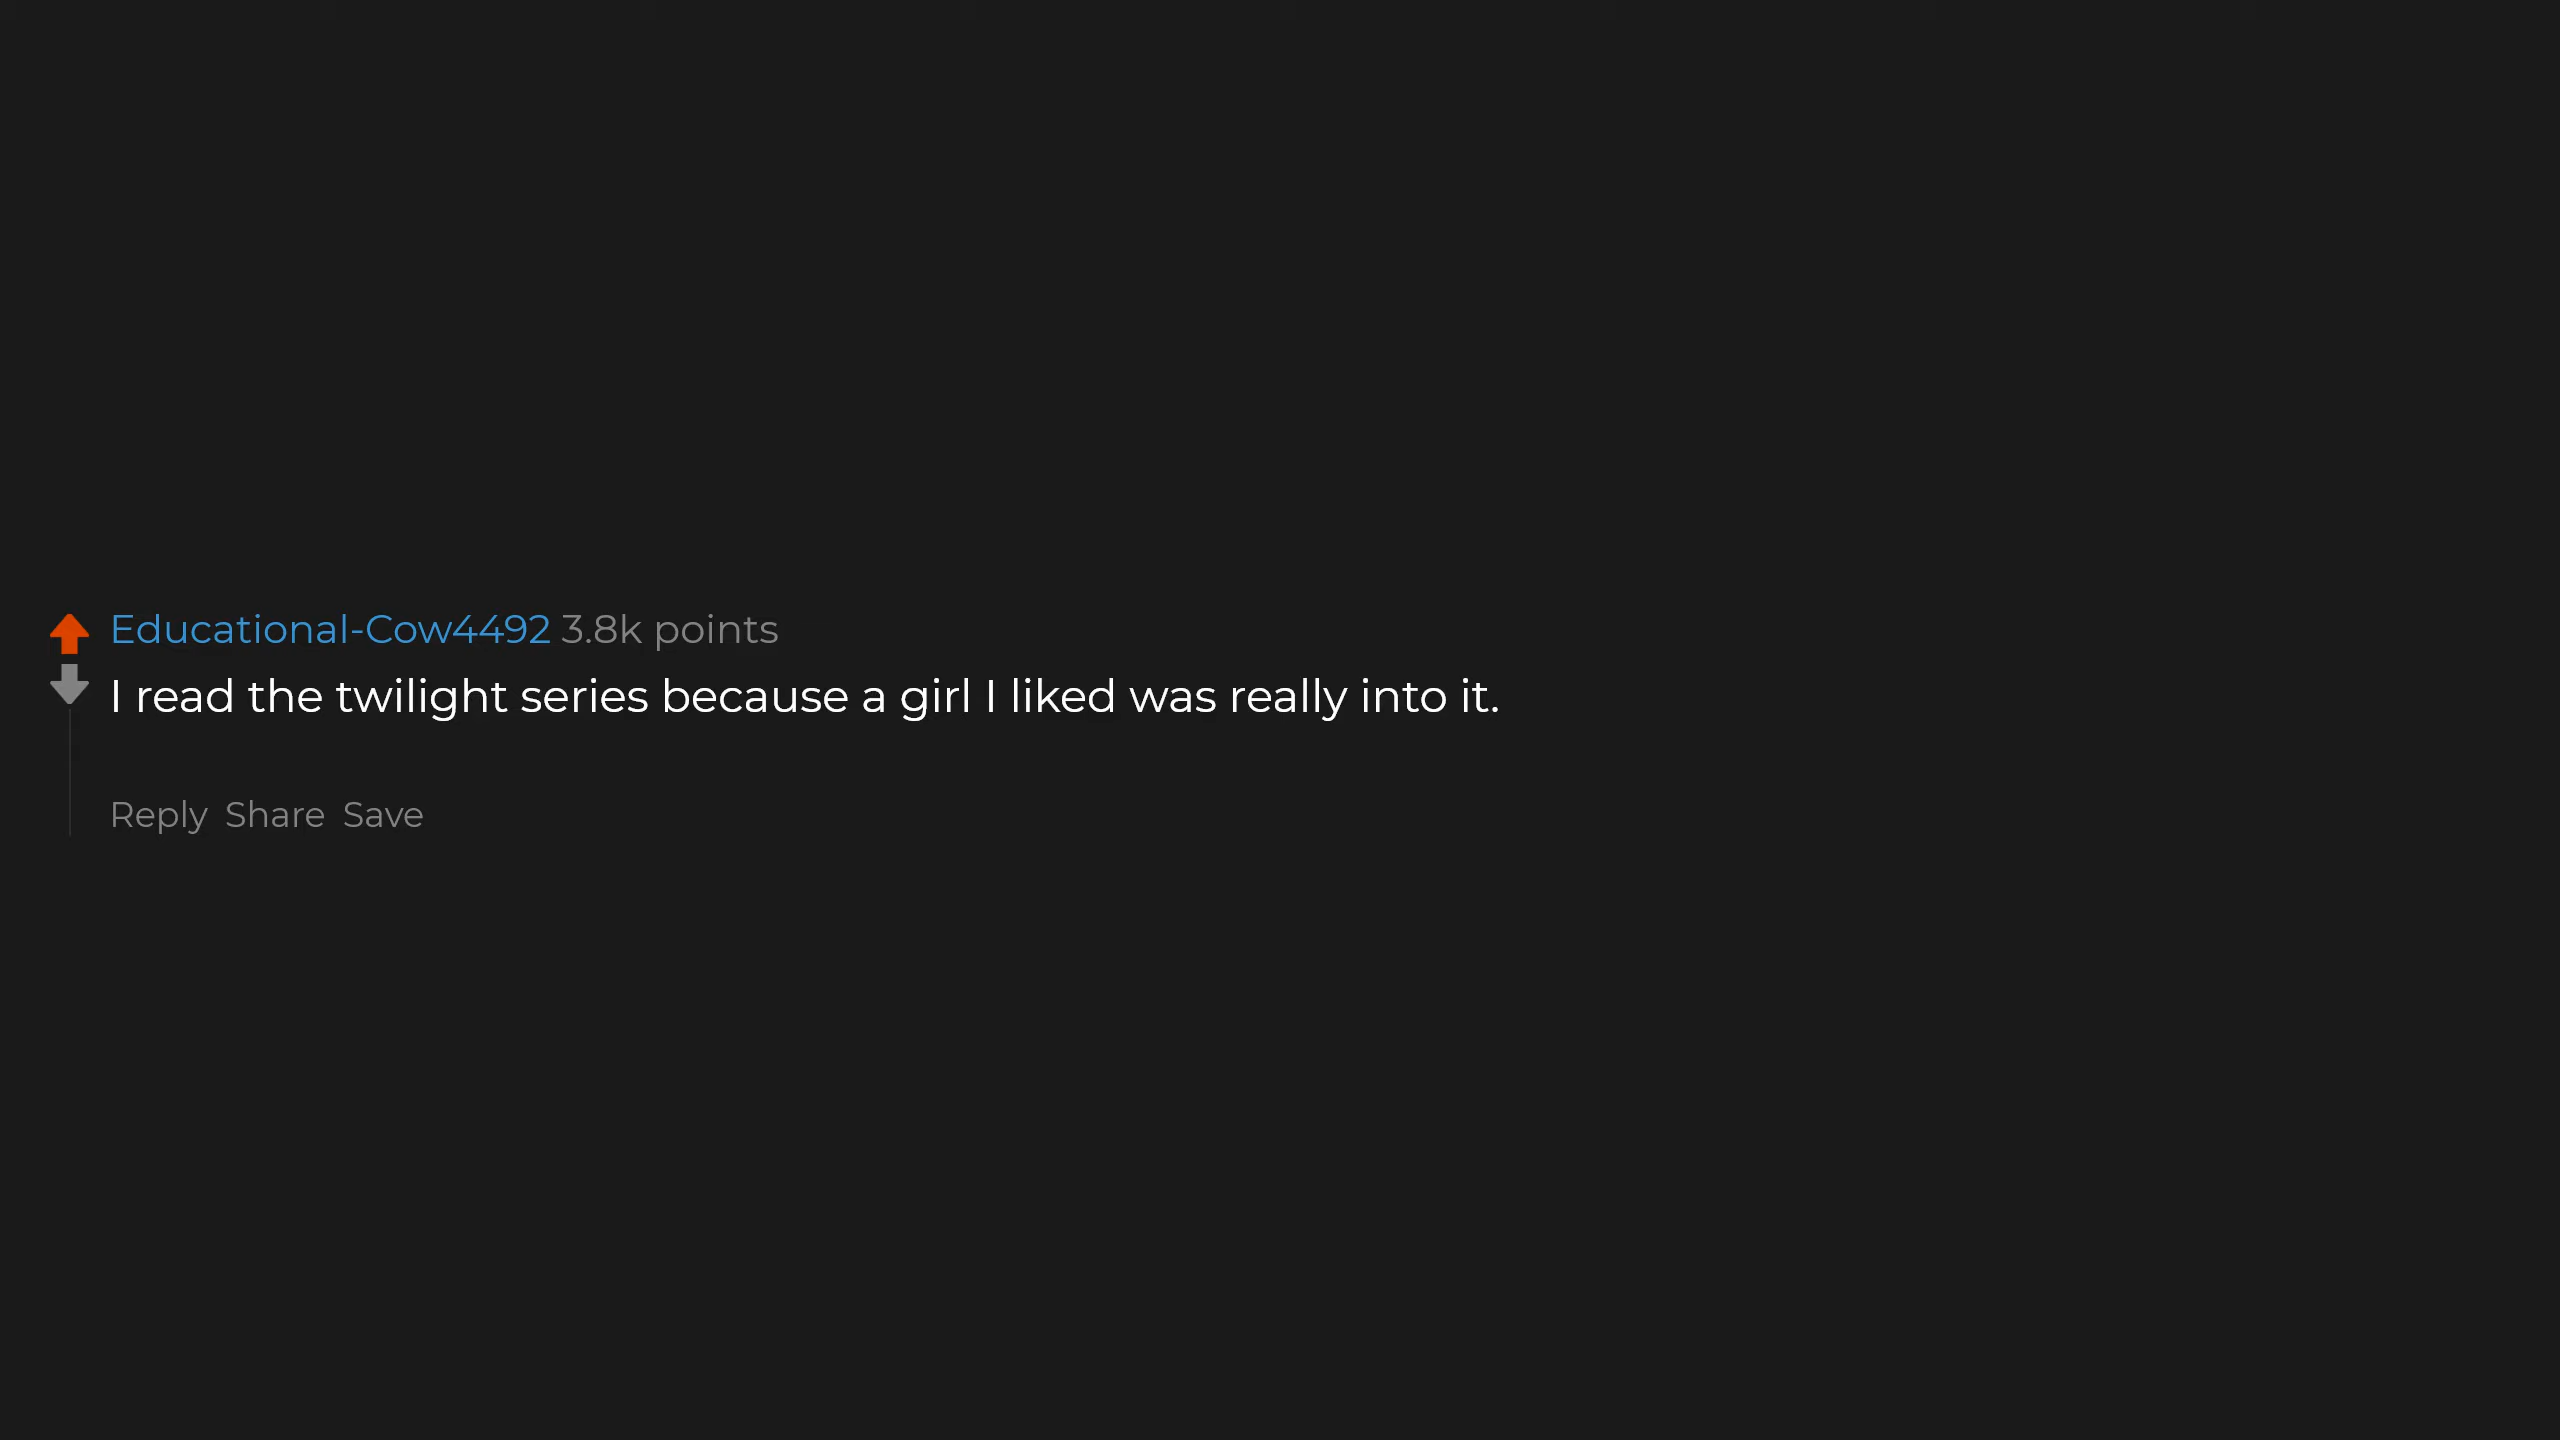 Educational-Cow4492 3.8k points
I read the twilight series because a girl I liked was really into it.
Reply Share Save